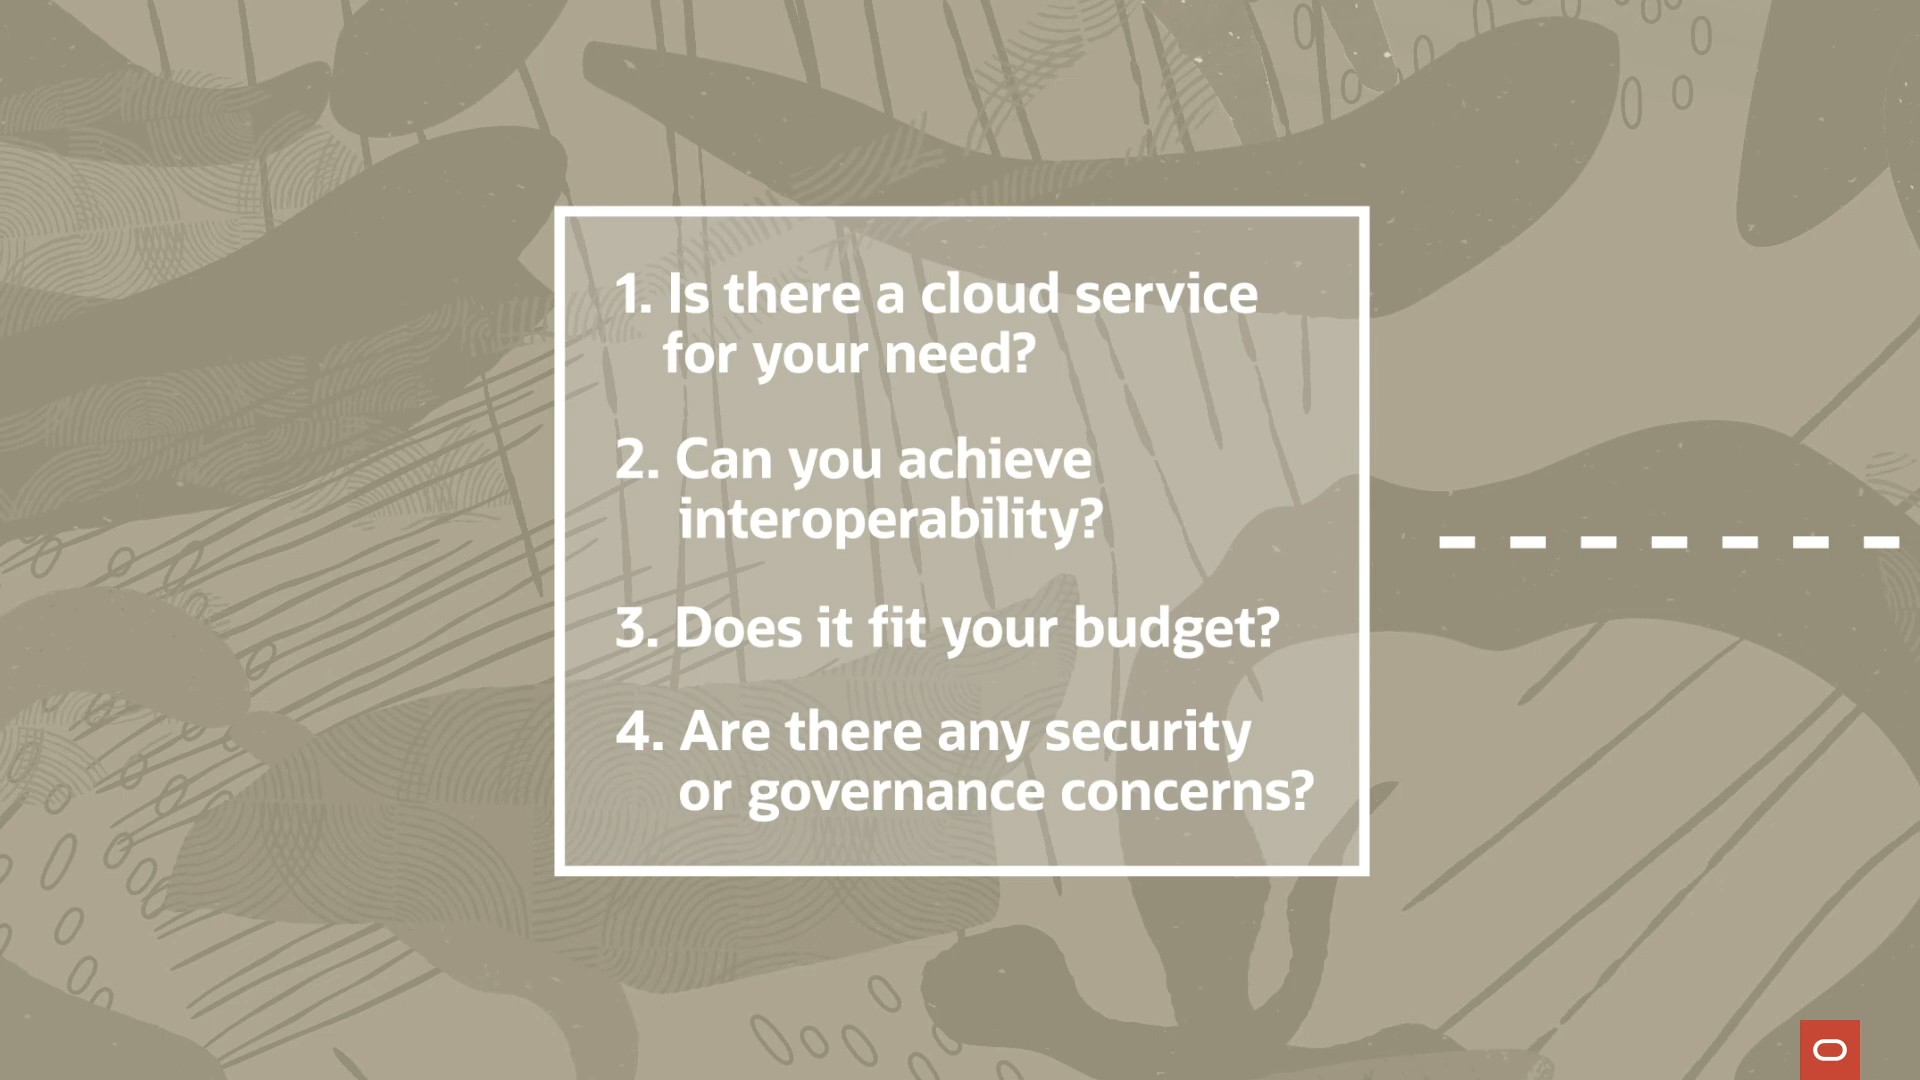 1. Is there a cloud service
for your need?
2. Can you achieve
interoperability?
3. Does it fit your budget?
4. Are there any security
or governance concerns?